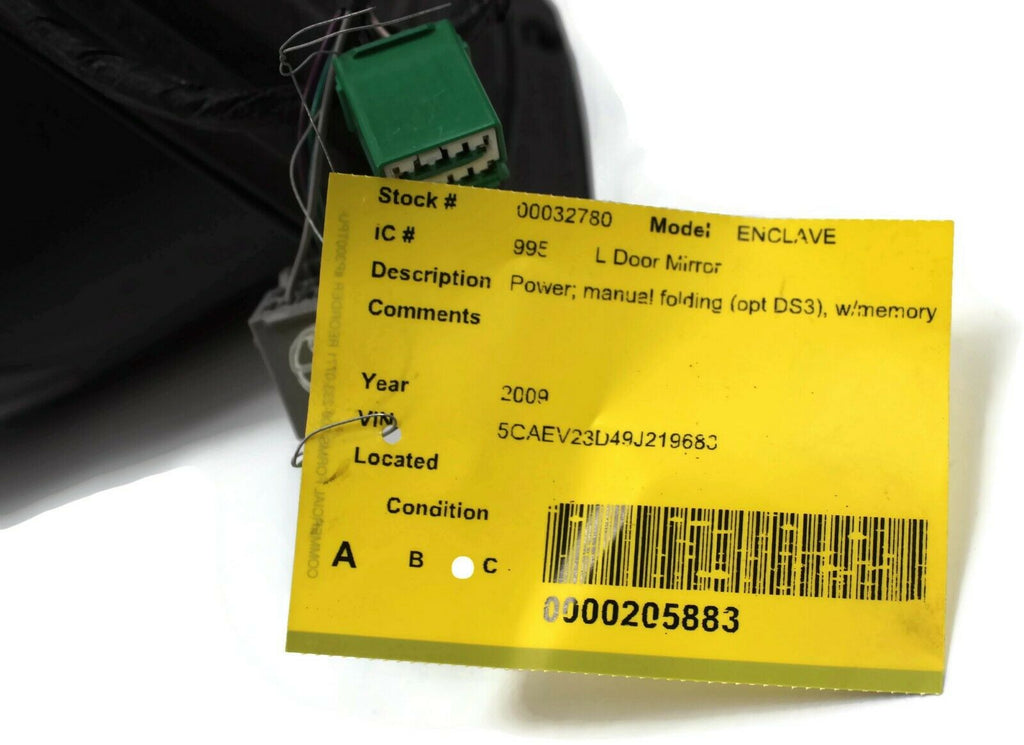 Stock # 00032780 Model ENCLAVE
IC # 995 L Door Mirror
Description Power; manual folding (opt DS3), w/memory
Comments
Year 2009
VIN 5CAEV23D49J219683
Located
Condition
A B C
0000205883